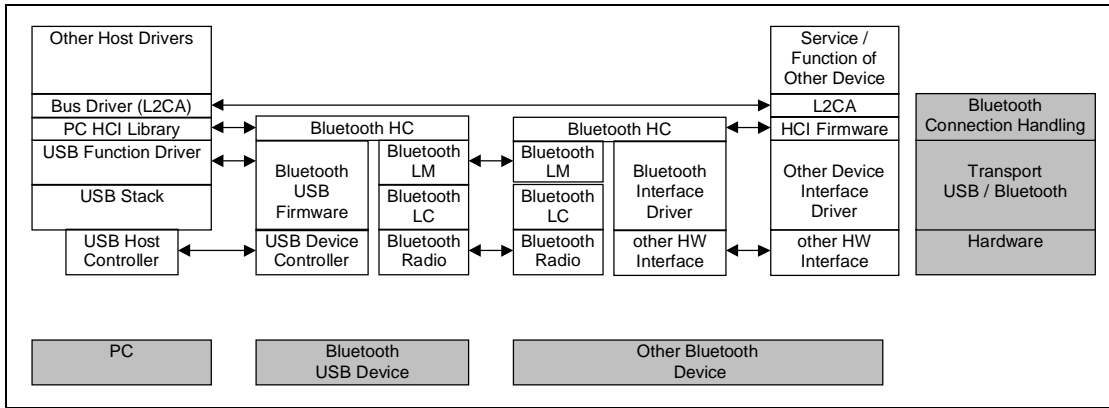 Other Host Drivers
Bus Driver (L2CA)
PC HCI Library
USB Function Driver
USB Stack
USB Host
Controller
Bluetooth HC
Bluetooth
USB
Firmware
USB Device
Controller
Bluetooth
LM
Bluetooth
LC
Bluetooth
Radio
Bluetooth HC
Bluetooth
LM
Bluetooth
LC
Bluetooth
Radio
Bluetooth
Interface
Driver
other HW
Interface
Service /
Function of
Other Device
L2CA
HCI Firmware
Other Device
Interface
Driver
other HW
Interface
Bluetooth
Connection Handling
Transport
USB / Bluetooth
Hardware
PC
Bluetooth
USB Device
Other Bluetooth
Device